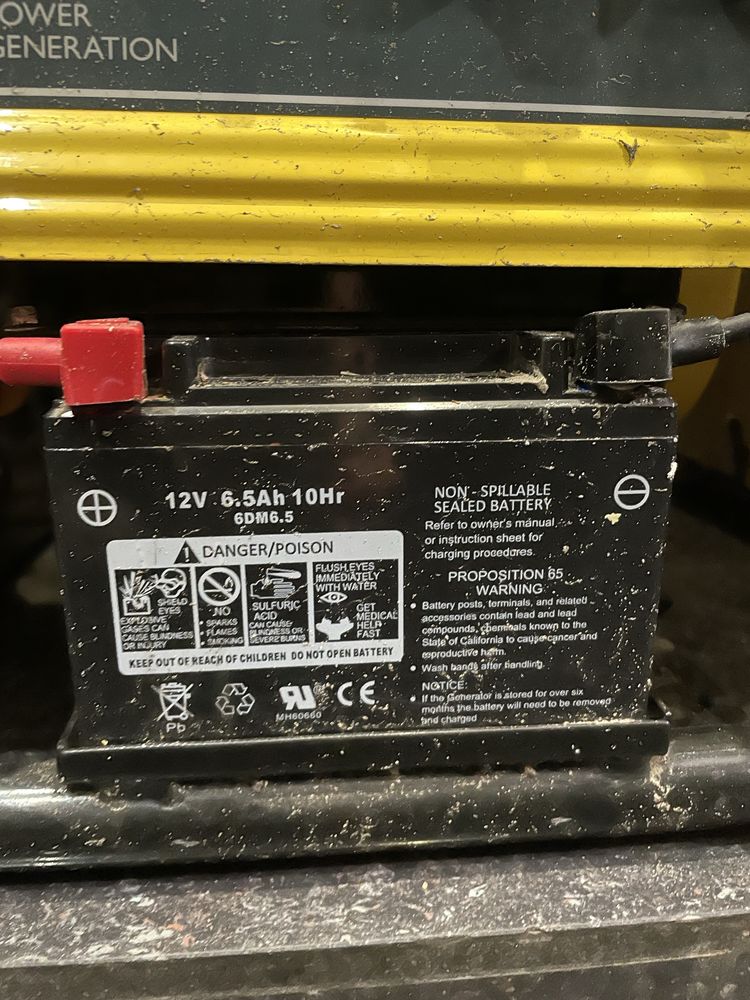 OWER
GENERATION
12V 6.5Ah 10Hr
6DM6.5
DANGER/POISON
SHIELD
EYES
EXPLOSIVE
GASES CAN
CAUSE BLINDNESS
OR INJURY
NO
• SPARKS
• FLAMES
• SMOKING
SULFURIC
ACID
CAN CAUSE
BLINDNESS OR
SEVERE BURNS
FLUSH EYES
IMMEDIATELY
WITH WATER
GET
MEDICAL
HELP
FAST
KEEP OUT OF REACH OF CHILDREN DO NOT OPEN BATTERY
Pb
MH60660
CE
NON - SPILLABLE
SEALED BATTERY
Refer to owner's manual
or instruction sheet for
charging procedures.
PROPOSITION 65
WARNING
• Battery posts, terminals, and related
accessories contain lead and lead
compounds, chemicals known to the
State of California to cause cancer and
reproductive harm.
• Wash hands after handling.
NOTICE:
• If the Generator is stored for over six
months the battery will need to be removed
and charged